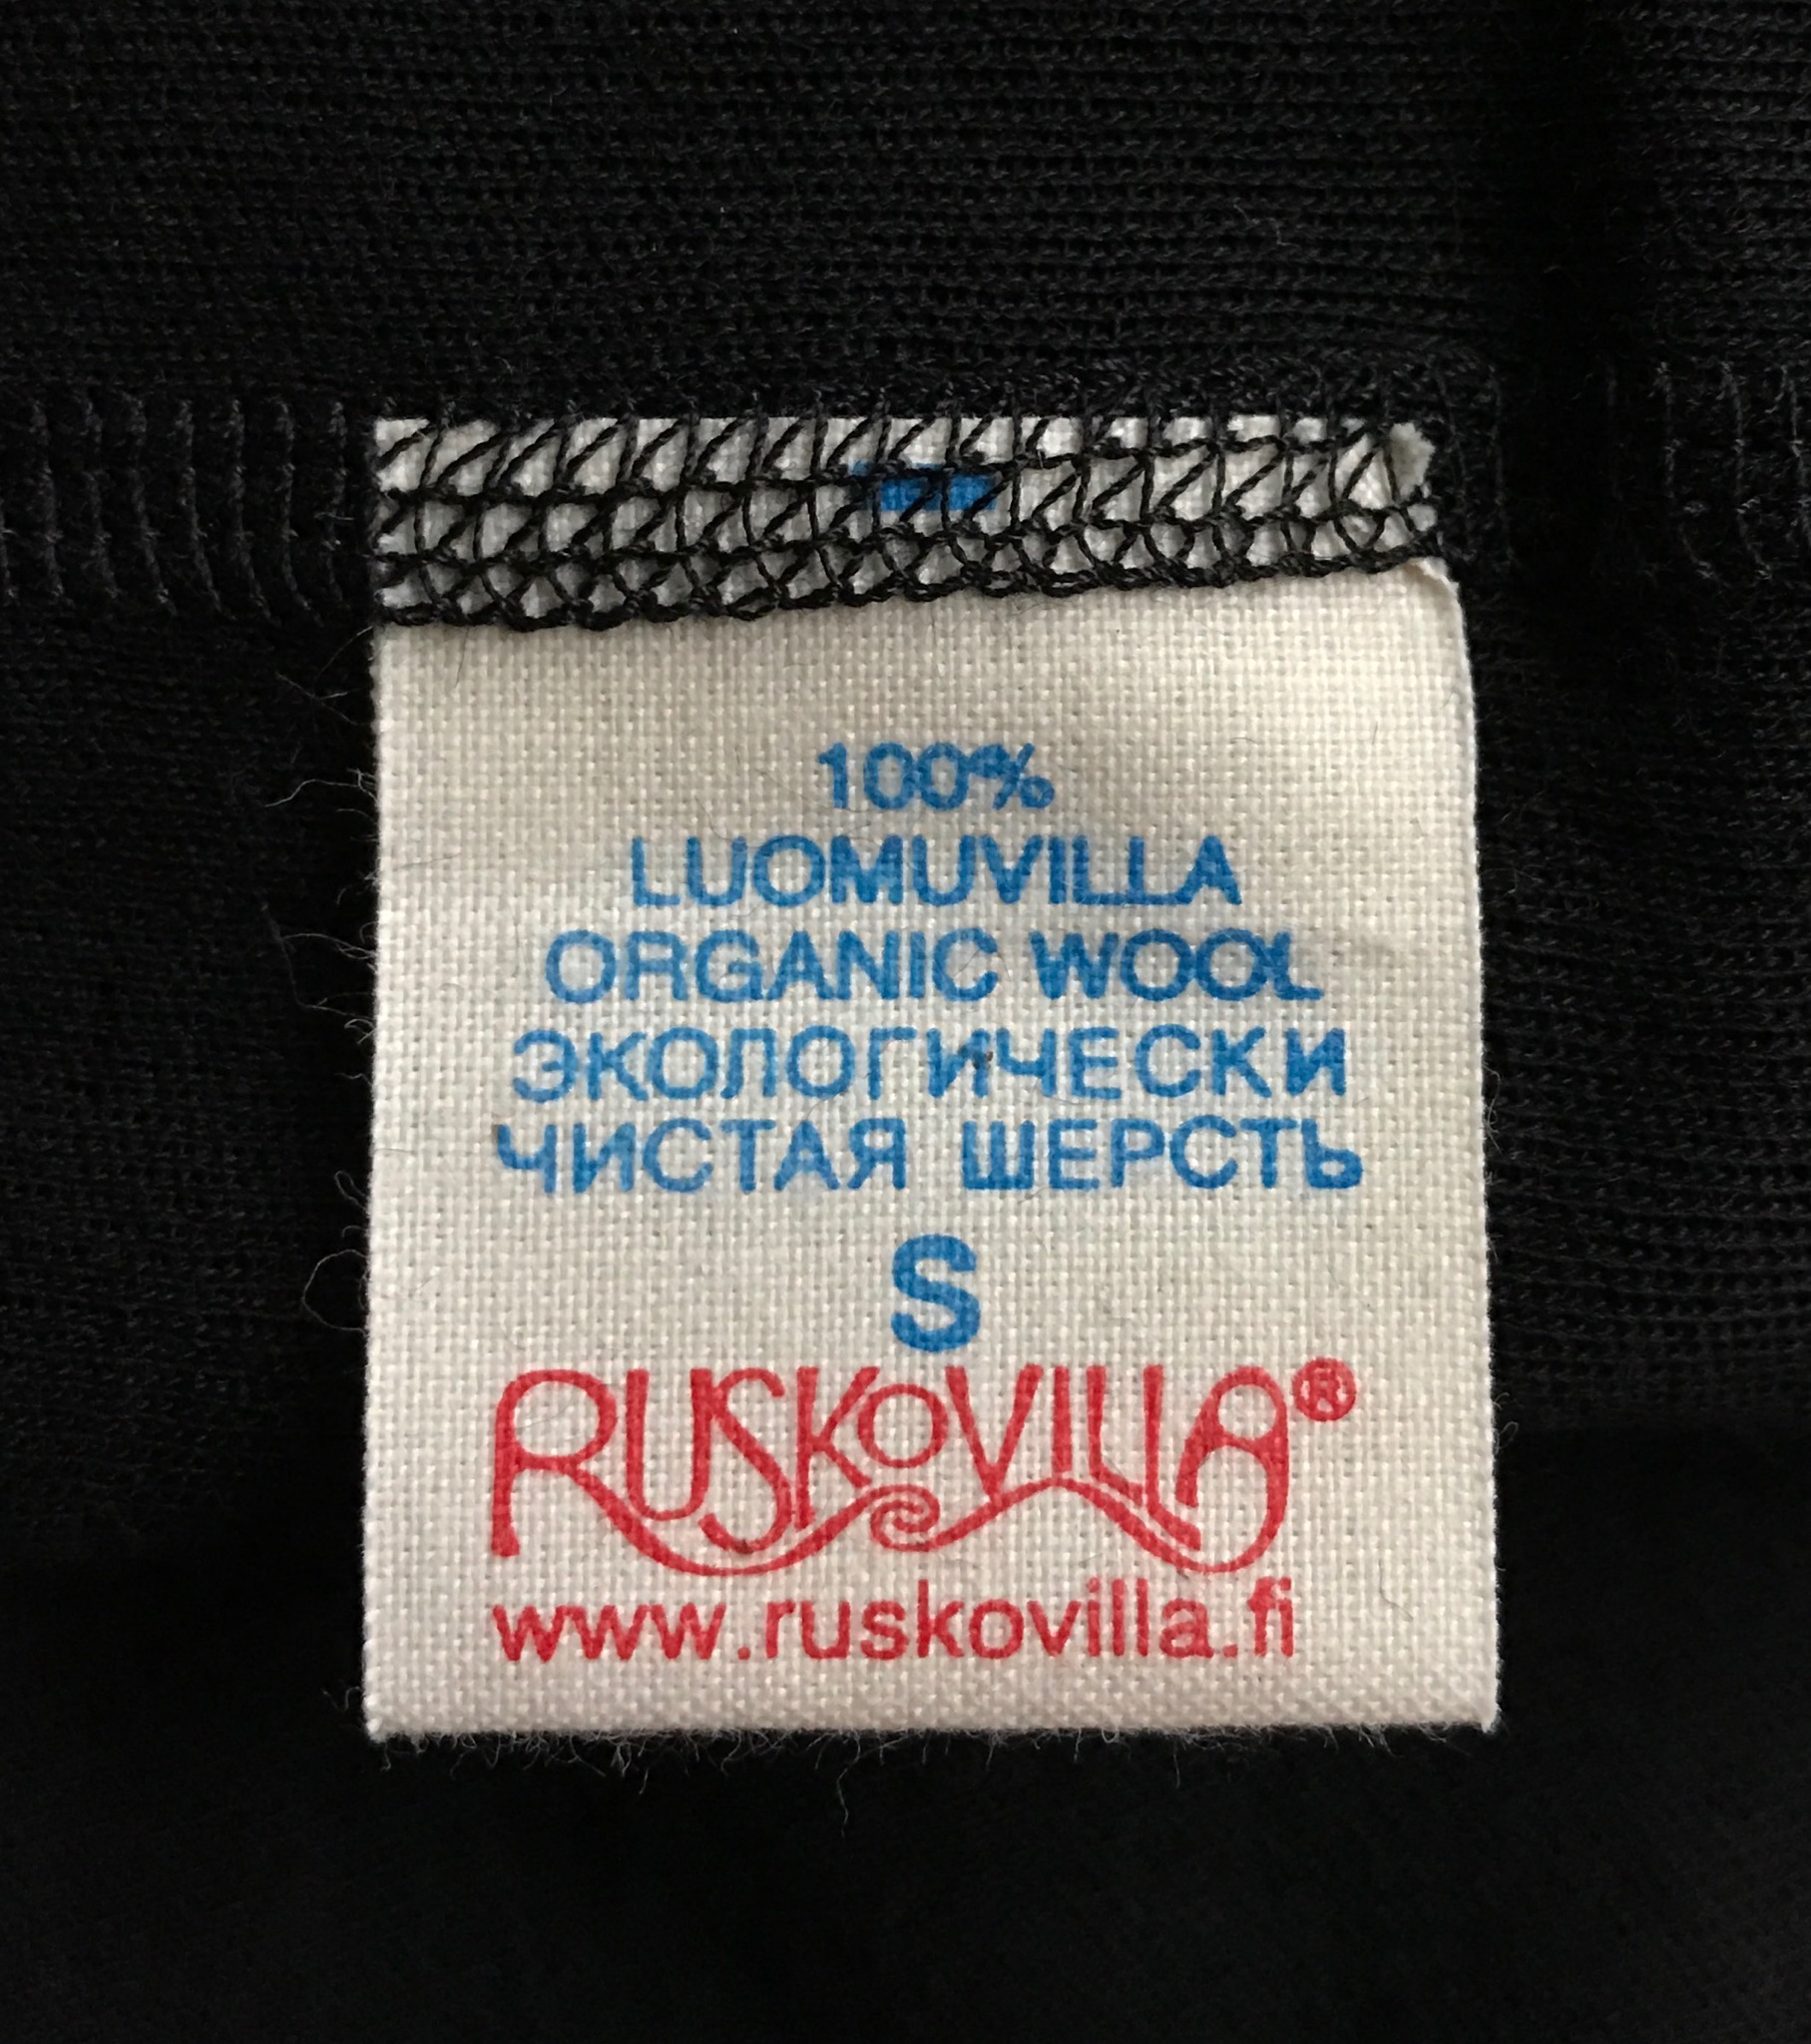 100%
LUOMUVILLA
ORGANIC WOOL
ЭКОЛОГИЧЕСКИ
ЧИСТАЯ ШЕРСТЬ
S
RUSKOVILLA®
www.ruskovilla.fi